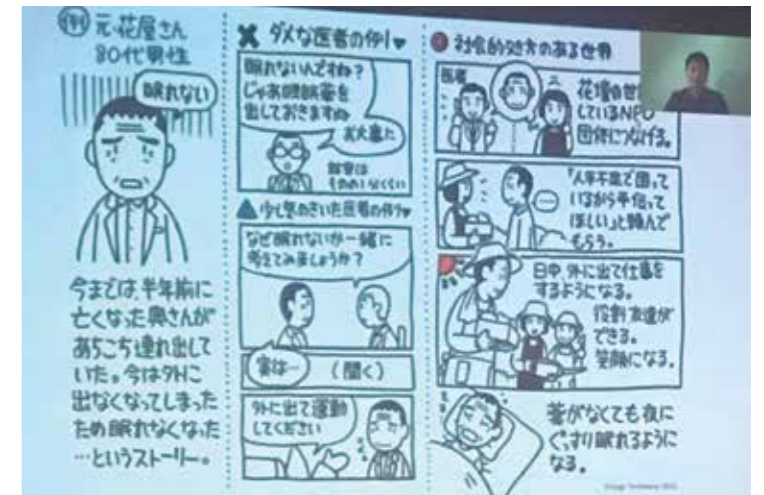 例 元・花屋さん
80代男性
眠れない
今までは、半年前に
亡くなった奥さんが
あちこち連れ出して
いた。今は外に
出なくなってしまった
ため眠れなくなった
…というストーリー。
✖ ダメな医者の例♥
眠れないんですね?
じゃあ睡眠薬を
出しておきますね
お大事に
▲少し気のきいた医者の例♥
なぜ眠れないか一緒に
考えてみましょうか?
実は…
(聞く)
外に出て運動
してください
社会的処方のある世界
医者
花壇の世
しているNPO
団体につなげる。
「人手不足で困って
いるから手伝って
ほしい」と頼んで
もらう。
日中、外に出て仕事を
するようになる。
役割、友達が
できる。
笑顔になる。
薬がなくても夜に
ぐっすり眠れるように
なる。